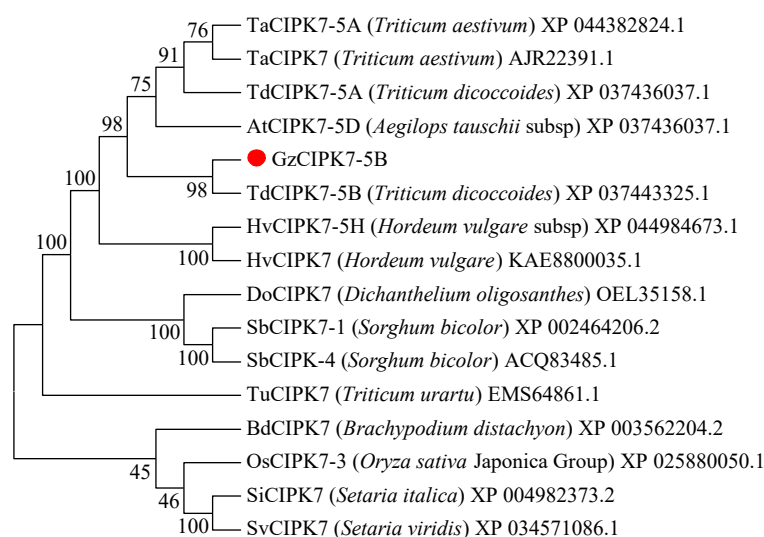 TaCIPK7-5A (Triticum aestivum) XP 044382824.1
76
TaCIPK7 (Triticum aestivum) AJR22391.1
91
TdCIPK7-5A (Triticum dicoccoides) XP 037436037.1
75
AtCIPK7-5D (Aegilops tauschii subsp) XP 037436037.1
98
GzCIPK7-5B
98
TdCIPK7-5B (Triticum dicoccoides) XP 037443325.1
100
HvCIPK7-5H (Hordeum vulgare subsp) XP 044984673.1
100
HvCIPK7 (Hordeum vulgare) KAE8800035.1
100
DoCIPK7 (Dichanthelium oligosanthes) OEL35158.1
100
SbCIPK7-1 (Sorghum bicolor) XP 002464206.2
100
SbCIPK-4 (Sorghum bicolor) ACQ83485.1
TuCIPK7 (Triticum urartu) EMS64861.1
BdCIPK7 (Brachypodium distachyon) XP 003562204.2
45
OsCIPK7-3 (Oryza sativa Japonica Group) XP 025880050.1
46
SiCIPK7 (Setaria italica) XP 004982373.2
100
SvCIPK7 (Setaria viridis) XP 034571086.1